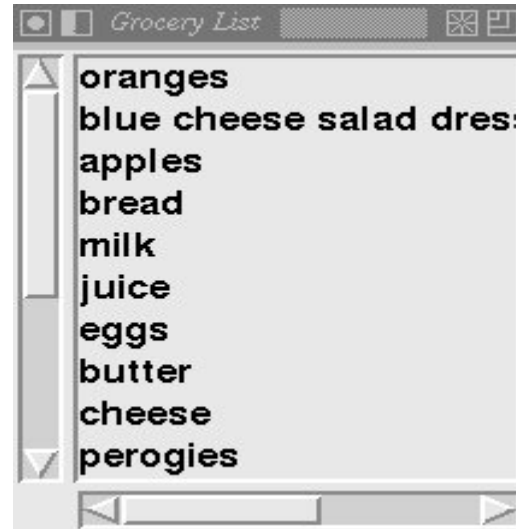 Grocery List
oranges
blue cheese salad dres
apples
bread
milk
juice
eggs
butter
cheese
perogies